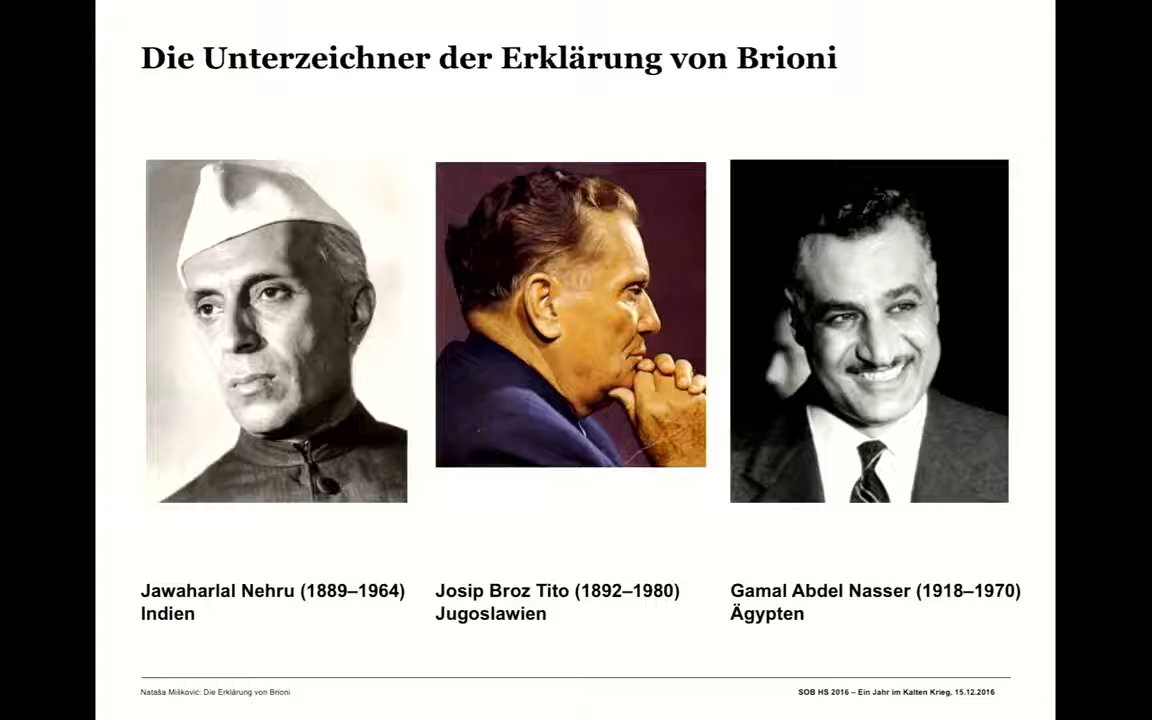 Die Unterzeichner der Erklärung von Brioni
Jawaharlal Nehru (1889–1964)
Indien
Josip Broz Tito (1892–1980)
Jugoslawien
Gamal Abdel Nasser (1918–1970)
Ägypten
Nataša Mišković: Die Erklärung von Brioni
SOB HS 2016 – Ein Jahr im Kalten Krieg, 15.12.2016